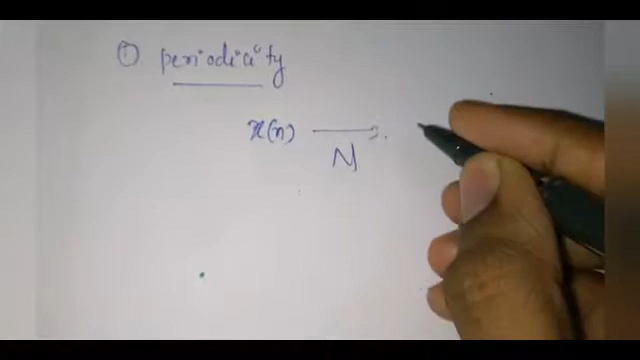 ① periodicity
x(n) →
N